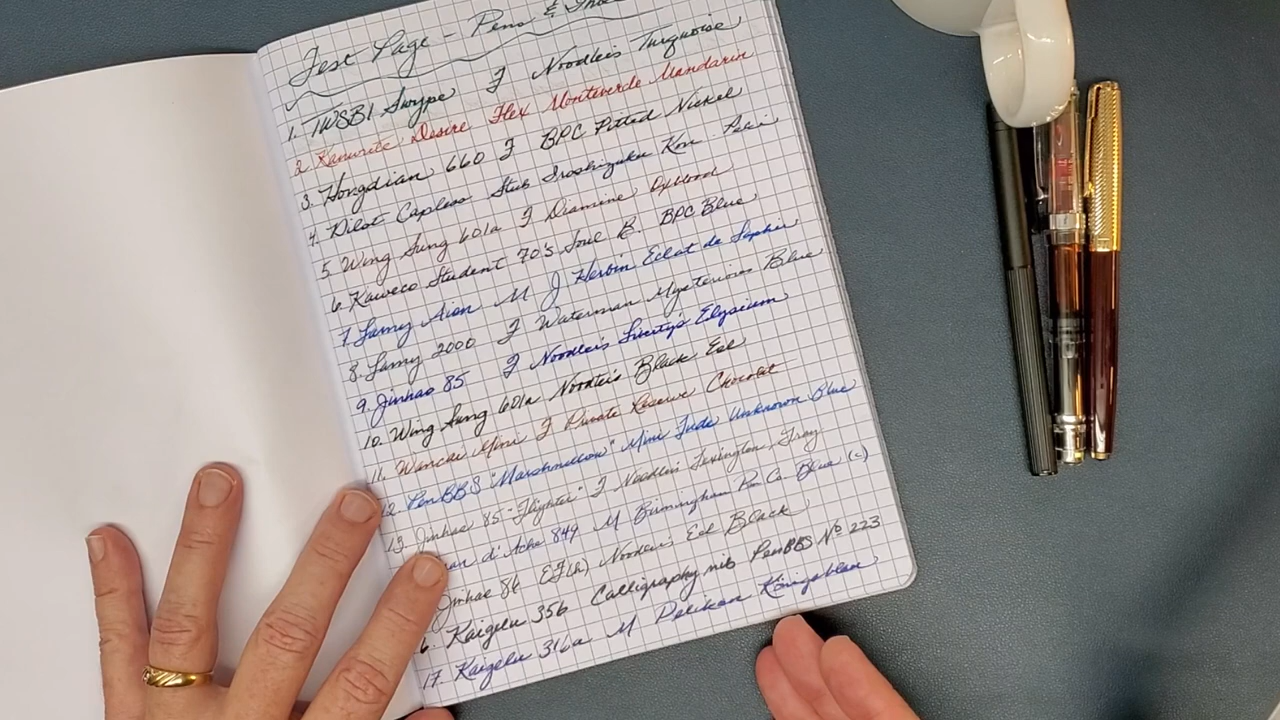 Test Page - Pens &
1. TWSBI Swipe F Noodler's Turquoise
2. Kanwrite Desire Flex Monteverde Mandarin
3. Hongdian 660 F BPC Pitted Nickel
4. Pilot Capless Stub Iroshizuku Kon Peki
5. Wing Sung 601a F Diamine Oxblood
6. Kaweco Student 70's Soul B. BPC Blue
7. Lamy Aion M J Herbin Eclat de Saphir
8. Lamy 2000 F Waterman Mysterious Blue
9. Jinhao 85 F Noodler's Liberty's Elysium
10. Wing Sung 601a Noodler's Black Eel
11. Wancai Mini F Private Reserve Chocolat
12 PenBBS "Marshmellow" Mini Fude Unknown Blue
13. Jinhao 85 "Flighter" F Noodler's Lexington Gray
d'Ache 849 M Birmingham Pen Co. Blue (c)
Jinhao 86 EF(h) Noodler's Eel Black
6. Kaigelu 356 Calligraphy nib PenBBS Nº 223
17. Kaigelu 316a M Pelikan Königsblau